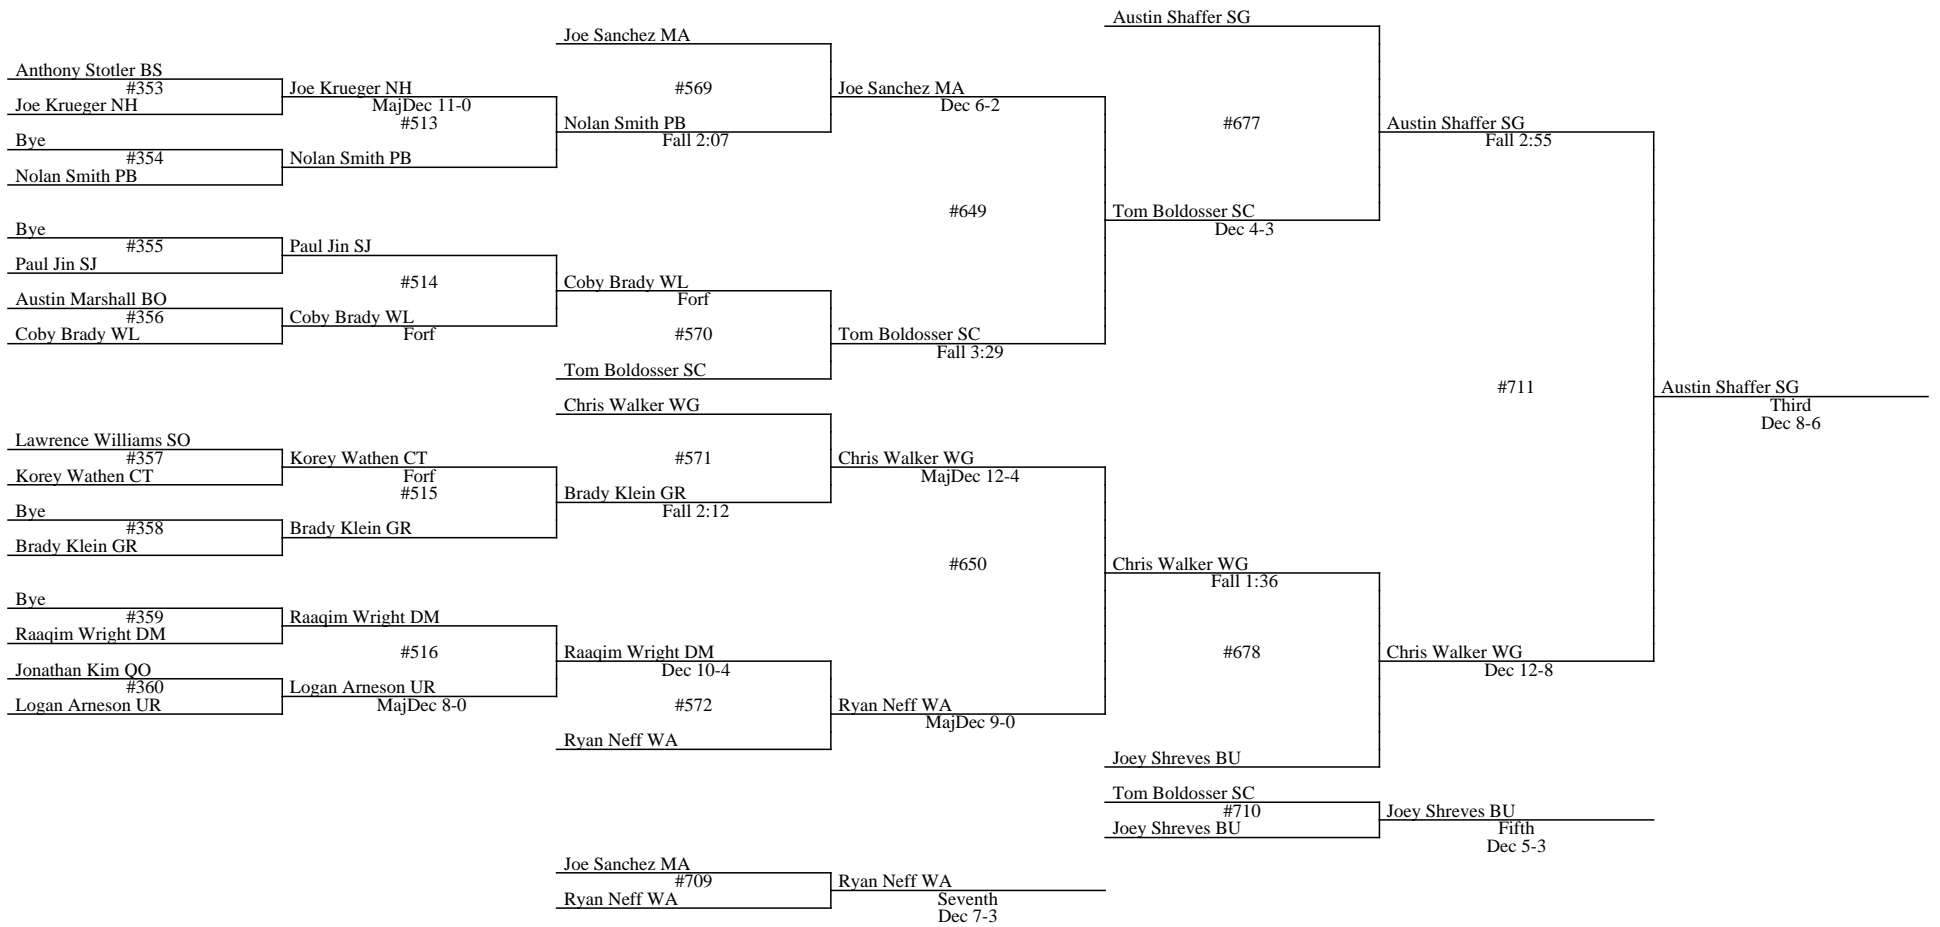 Austin Shaffer SG
Joe Sanchez MA
Anthony Stotler BS
#353
Joe Krueger NH
Joe Krueger NH
MajDec 11-0
#513
#569
Joe Sanchez MA
Dec 6-2
#677
Nolan Smith PB
Fall 2:07
Austin Shaffer SG
Fall 2:55
Bye
#354
Nolan Smith PB
Nolan Smith PB
#649
Tom Boldosser SC
Dec 4-3
Bye
#355
Paul Jin SJ
Paul Jin SJ
#514
Coby Brady WL
Forf
Austin Marshall BO
#356
Coby Brady WL
Coby Brady WL
Forf
#570
Tom Boldosser SC
Fall 3:29
Tom Boldosser SC
#711
Austin Shaffer SG
Third
Dec 8-6
Chris Walker WG
Lawrence Williams SO
#357
Korey Wathen CT
Korey Wathen CT
Forf
#515
#571
Chris Walker WG
MajDec 12-4
Brady Klein GR
Fall 2:12
Bye
#358
Brady Klein GR
Brady Klein GR
#650
Chris Walker WG
Fall 1:36
Bye
#359
Raaqim Wright DM
Raaqim Wright DM
#516
Raaqim Wright DM
Dec 10-4
#678
Chris Walker WG
Dec 12-8
Jonathan Kim QO
#360
Logan Arneson UR
Logan Arneson UR
MajDec 8-0
#572
Ryan Neff WA
MajDec 9-0
Ryan Neff WA
Joey Shreves BU
Tom Boldosser SC
#710
Joey Shreves BU
Joey Shreves BU
Fifth
Dec 5-3
Joe Sanchez MA
#709
Ryan Neff WA
Ryan Neff WA
Seventh
Dec 7-3